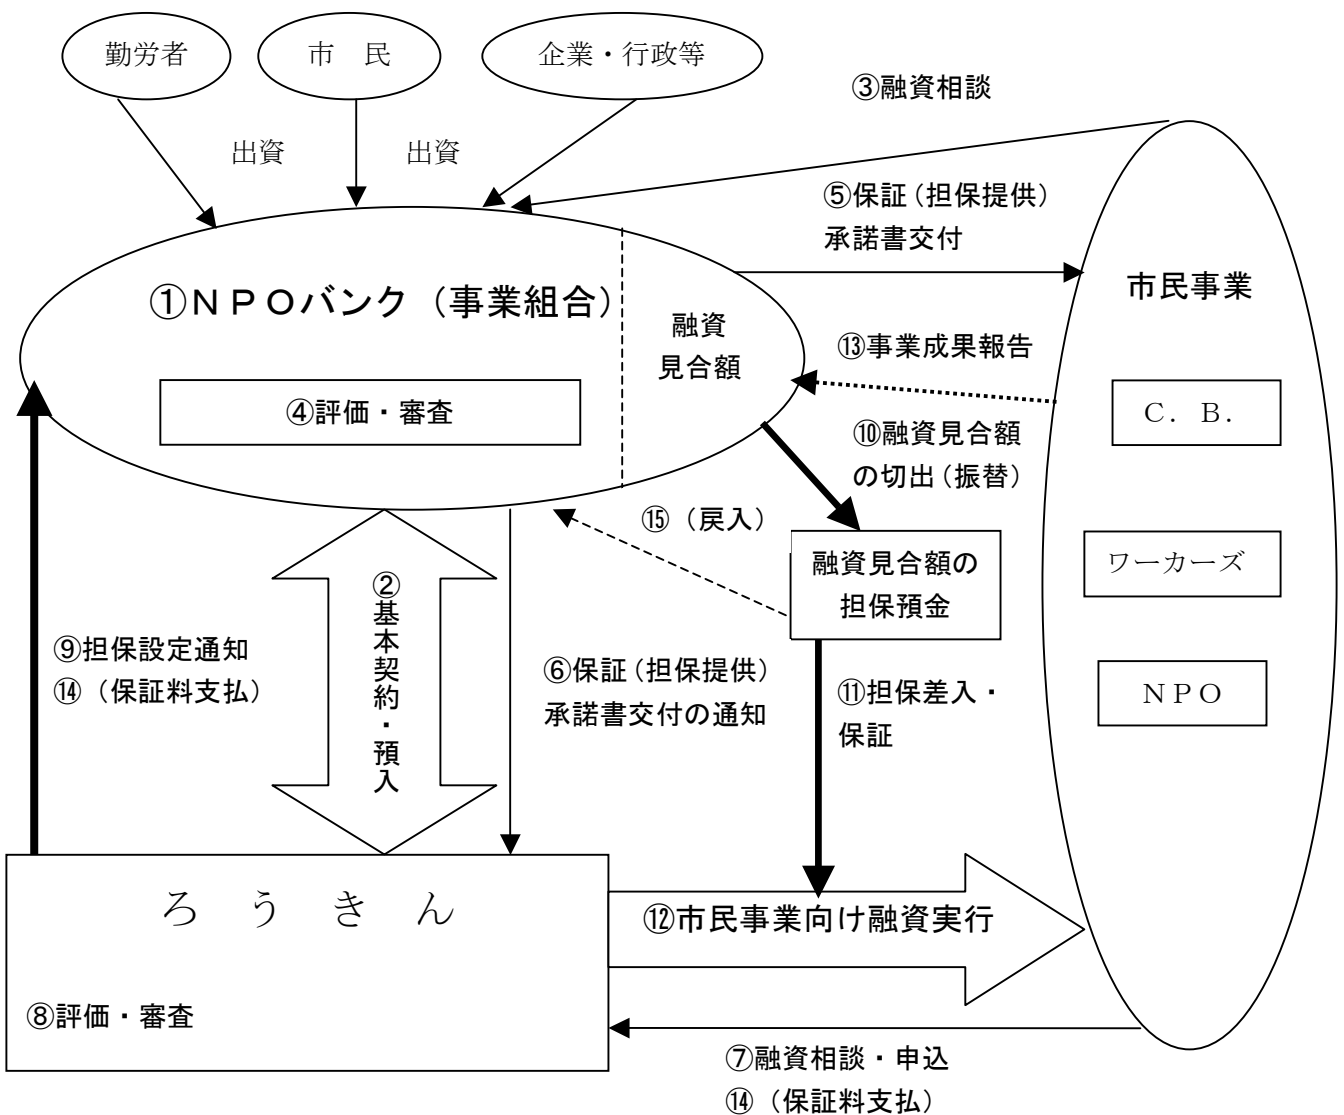 勤労者
市　民
企業・行政等
③融資相談
出資
出資
⑤保証（担保提供）
承諾書交付
①ＮＰＯバンク（事業組合）
融資
見合額
市民事業
⑬事業成果報告
④評価・審査
Ｃ．Ｂ．
⑩融資見合額
の切出（振替）
⑮（戻入）
融資見合額の
担保預金
ワーカーズ
②基本契約・預入
⑨担保設定通知
⑭（保証料支払）
⑥保証（担保提供）
承諾書交付の通知
⑪担保差入・
保証
ＮＰＯ
ろ　う　き　ん
⑫市民事業向け融資実行
⑧評価・審査
⑦融資相談・申込
⑭（保証料支払）